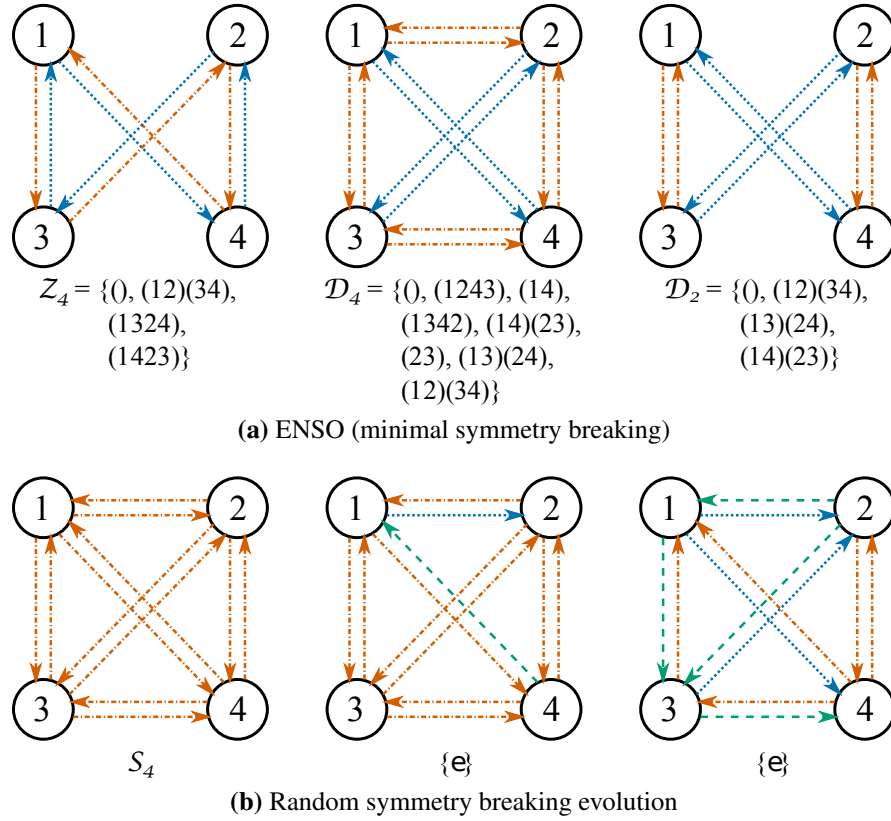 1 2 1 2 1 2
3 4 3 4 3 4
𝒵4 = {(), (12)(34), 𝒟4 = {(), (1243), (14), 𝒟2 = {(), (12)(34),
(1324), (1342), (14)(23), (13)(24),
(1423)} (23), (13)(24), (14)(23)}
(12)(34)}
(a) ENSO (minimal symmetry breaking)
1 2 1 2 1 2
3 4 3 4 3 4
𝒮4 {e} {e}
(b) Random symmetry breaking evolution